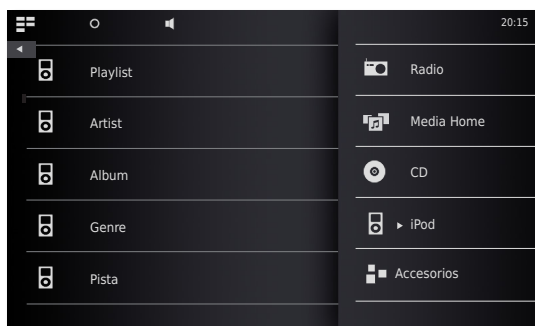 20:15
Playlist
Artist
Album
Genre
Pista
Radio
Media Home
CD
iPod
Accesorios